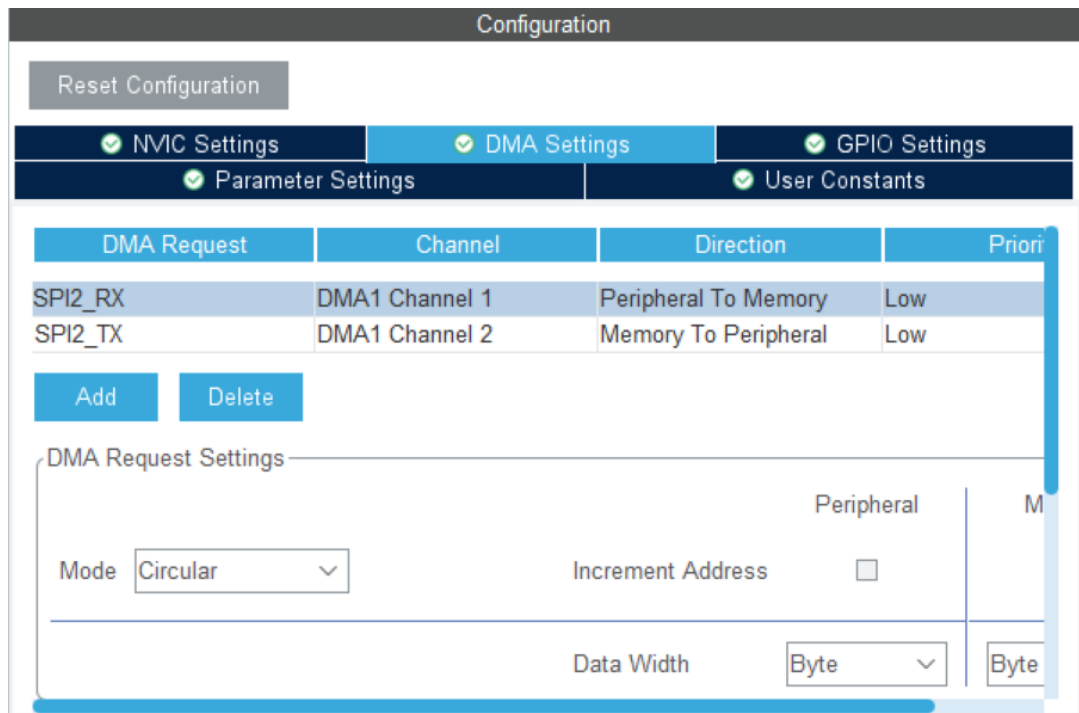 Configuration
Reset Configuration
NVIC Settings DMA Settings GPIO Settings
Parameter Settings User Constants
DMA Request Channel Direction Priorit
SPI2_RX DMA1 Channel 1 Peripheral To Memory Low
SPI2_TX DMA1 Channel 2 Memory To Peripheral Low
Add Delete
DMA Request Settings
Peripheral M
Mode Circular Increment Address
Data Width Byte Byte